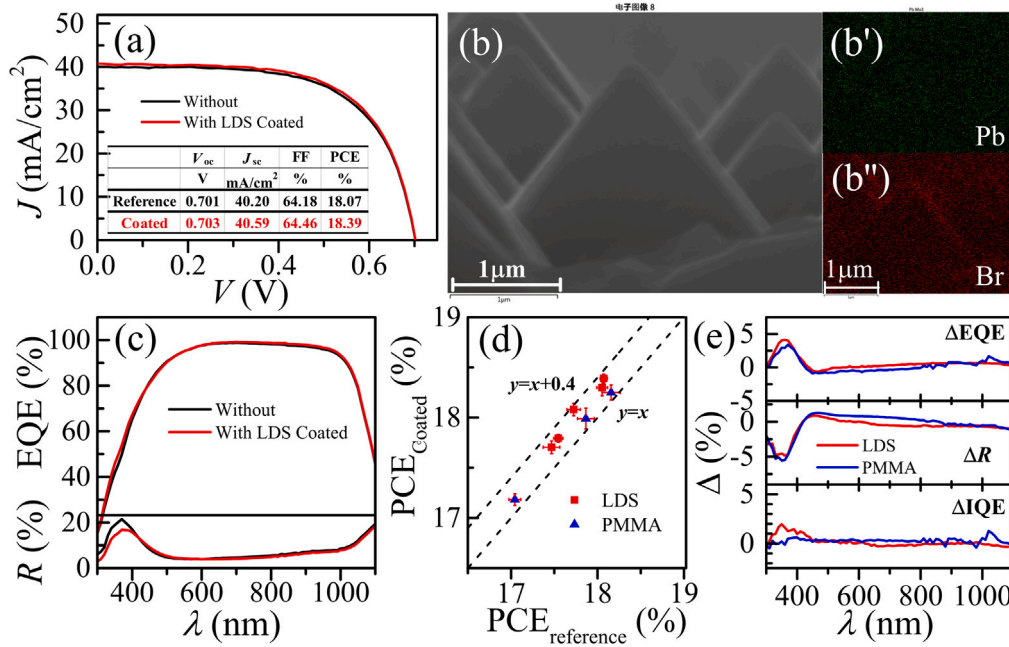 (a)
50
40
30
20
10
0
J (mA/cm²)
Without
With LDS Coated
Voc Jsc FF PCE
V mA/cm² % %
Reference 0.701 40.20 64.18 18.07
Coated 0.703 40.59 64.46 18.39
0.0 0.2 0.4 0.6
V (V)
电子图像 8
(b)
1μm
1μm
(b')
Pb
(b'')
1μm
Br
(c)
100
80
60
40
20
0
EQE (%)
R (%)
Without
With LDS Coated
400 600 800 1000
λ (nm)
(d)
19
18
17
PCECoated (%)
y=x+0.4
y=x
LDS
PMMA
17 18 19
PCEreference (%)
(e)
ΔEQE
5
0
-5
Δ (%)
LDS
PMMA
ΔR
0
-5
ΔIQE
5
0
400 600 800 1000
λ (nm)